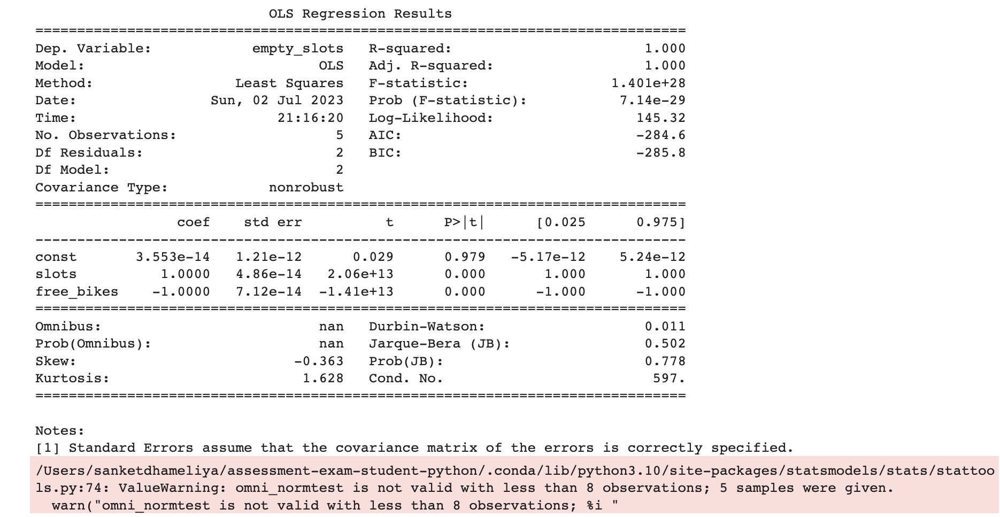 OLS Regression Results
==============================================================================
Dep. Variable:            empty_slots   R-squared:                       1.000
Model:                            OLS   Adj. R-squared:                  1.000
Method:                 Least Squares   F-statistic:                 1.401e+28
Date:                Sun, 02 Jul 2023   Prob (F-statistic):           7.14e-29
Time:                        21:16:20   Log-Likelihood:                 145.32
No. Observations:                   5   AIC:                            -284.6
Df Residuals:                       2   BIC:                            -285.8
Df Model:                           2
Covariance Type:            nonrobust
==============================================================================
                 coef    std err          t      P>|t|      [0.025      0.975]
------------------------------------------------------------------------------
const       3.553e-14   1.21e-12      0.029      0.979   -5.17e-12    5.24e-12
slots          1.0000   4.86e-14   2.06e+13      0.000       1.000       1.000
free_bikes    -1.0000   7.12e-14  -1.41e+13      0.000      -1.000      -1.000
==============================================================================
Omnibus:                          nan   Durbin-Watson:                   0.011
Prob(Omnibus):                    nan   Jarque-Bera (JB):                0.502
Skew:                          -0.363   Prob(JB):                        0.778
Kurtosis:                       1.628   Cond. No.                         597.
==============================================================================
Notes:
[1] Standard Errors assume that the covariance matrix of the errors is correctly specified.
/Users/sanketdhameliya/assessment-exam-student-python/.conda/lib/python3.10/site-packages/statsmodels/stats/stattoo
ls.py:74: ValueWarning: omni_normtest is not valid with less than 8 observations; 5 samples were given.
  warn("omni_normtest is not valid with less than 8 observations; %i "